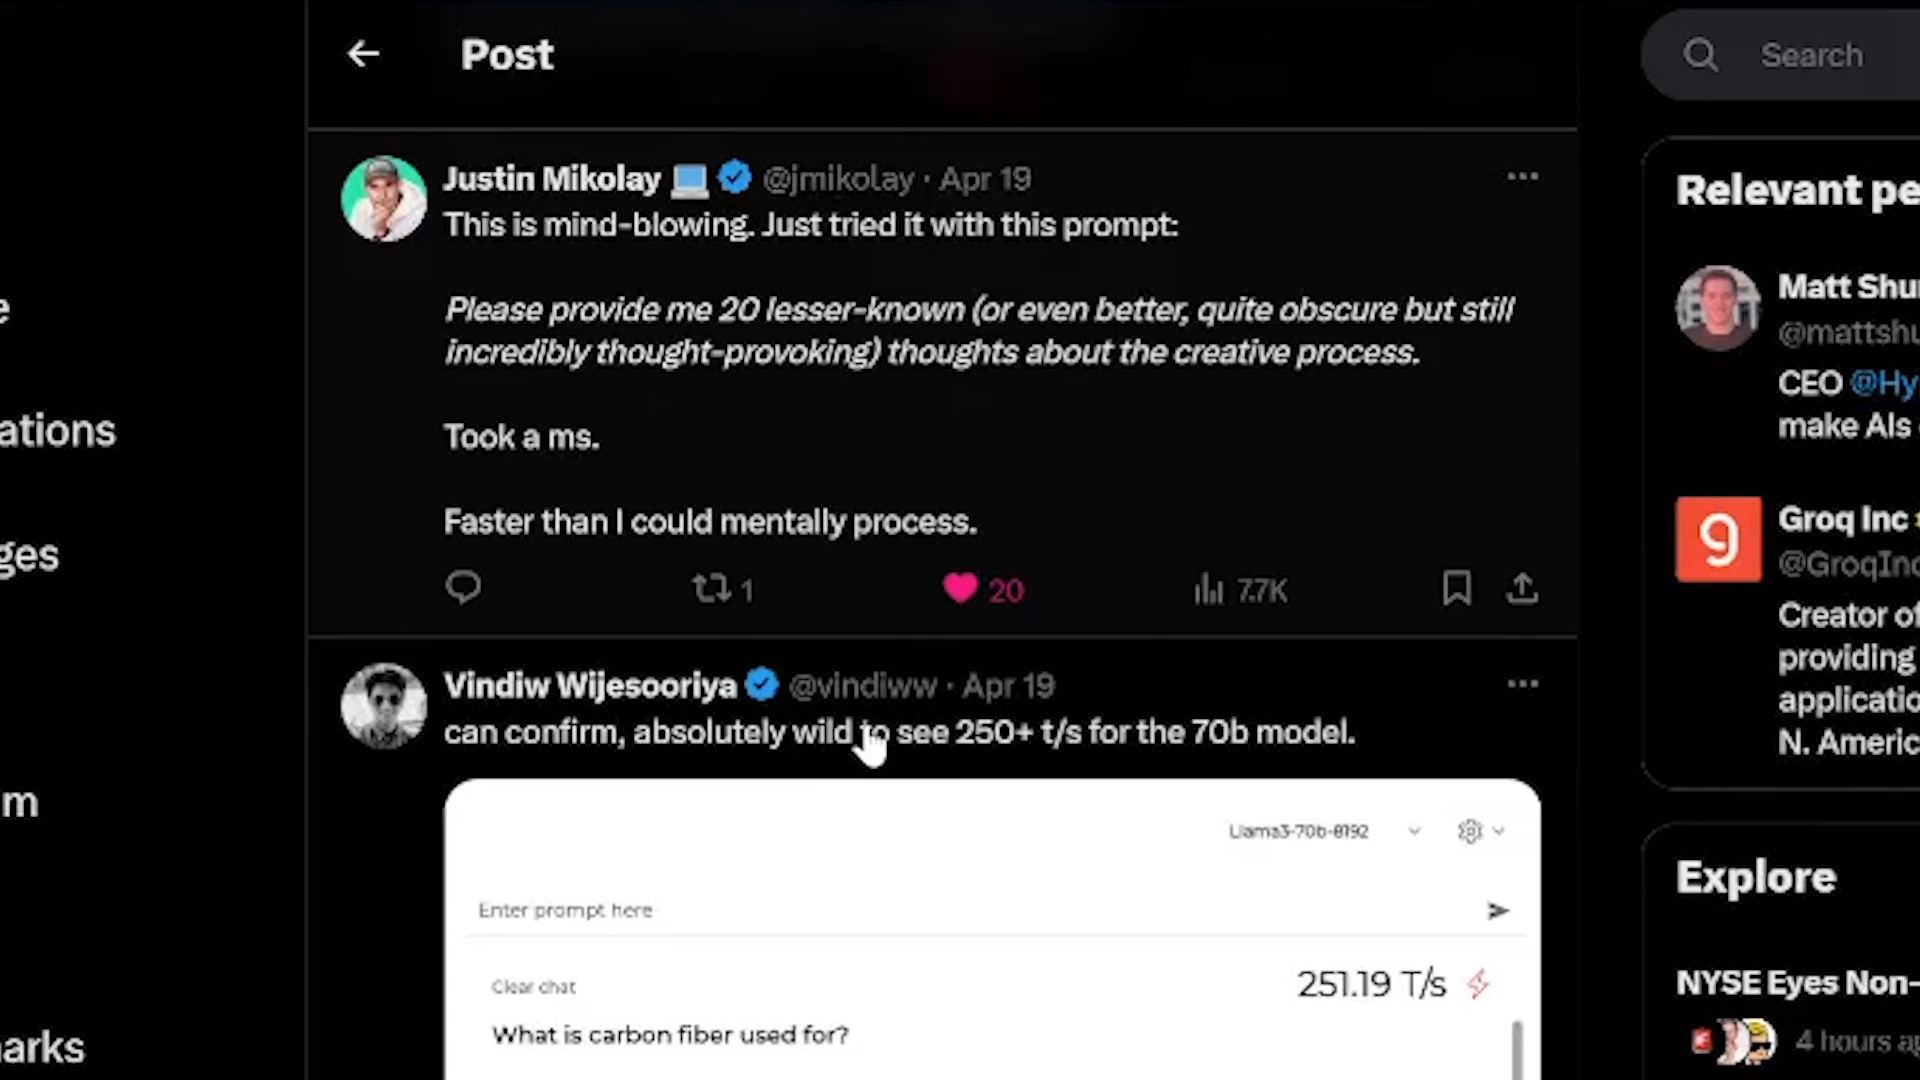 Post
Search
Justin Mikolay 💻 @jmikolay · Apr 19
This is mind-blowing. Just tried it with this prompt:
Please provide me 20 lesser-known (or even better, quite obscure but still
incredibly thought-provoking) thoughts about the creative process.
Took a ms.
Faster than I could mentally process.
1
20
7.7K
Vindiw Wijesooriya @vindiww · Apr 19
can confirm, absolutely wild to see 250+ t/s for the 70b model.
Llama3-70b-8192
Enter prompt here
Clear chat
251.19 T/s
What is carbon fiber used for?
e
ations
ges
m
arks
Relevant pe
Matt Shu
@mattshu
CEO @Hy
make AIs
Groq Inc
@GroqInc
Creator of
providing
applicatio
N. Americ
Explore
NYSE Eyes Non-
4 hours ag